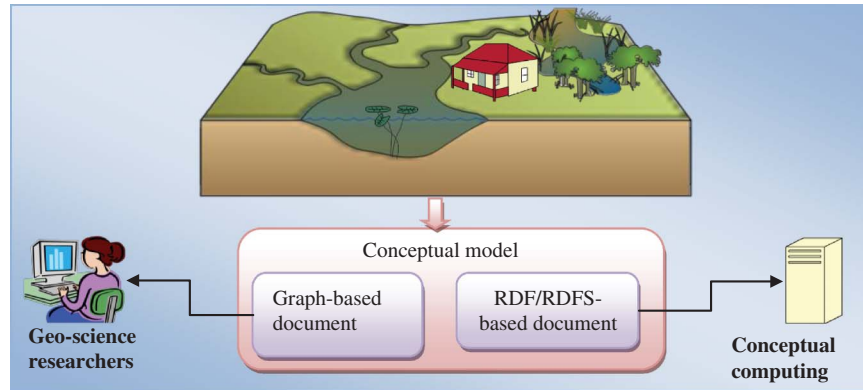 Conceptual model
Graph-based
document
RDF/RDFS-
based document
Geo-science
researchers
Conceptual
computing